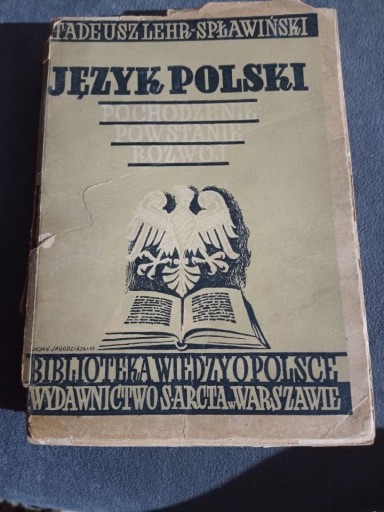 TADEUSZ LEHR-SPŁAWIŃSKI
JĘZYK POLSKI
POCHODZENIE
POWSTANIE
ROZWÓJ
BIBLIOTEKA WIEDZY O POLSCE
WYDAWNICTWO S. ARCTA W WARSZAWIE